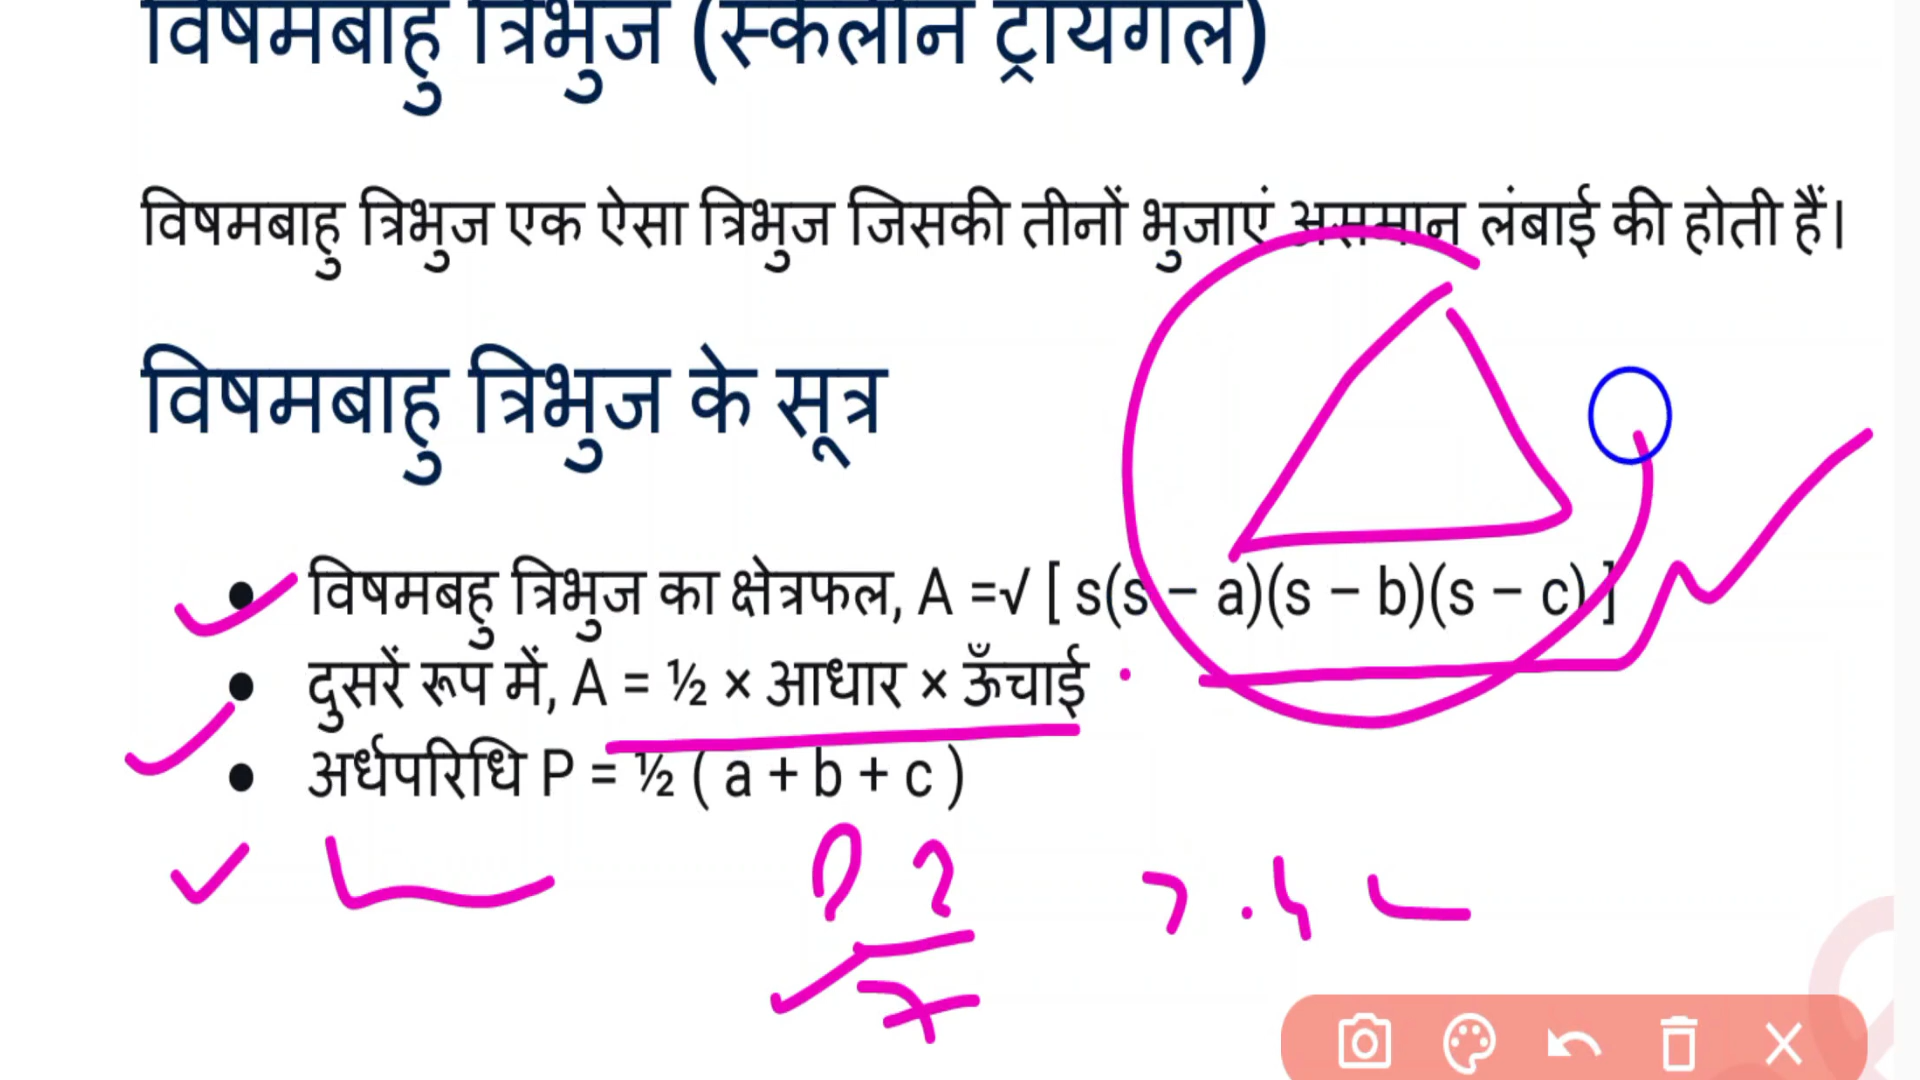 विषमबाहु त्रिभुज (स्केलीन ट्रायंगल)
विषमबाहु त्रिभुज एक ऐसा त्रिभुज जिसकी तीनों भुजाएं असमान लंबाई की होती हैं।
विषमबाहु त्रिभुज के सूत्र
• विषमबहु त्रिभुज का क्षेत्रफल, A =√ [ s(s – a)(s – b)(s – c) ]
• दुसरें रूप में, A = ½ × आधार × ऊँचाई
• अर्धपरिधि P = ½ ( a + b + c )